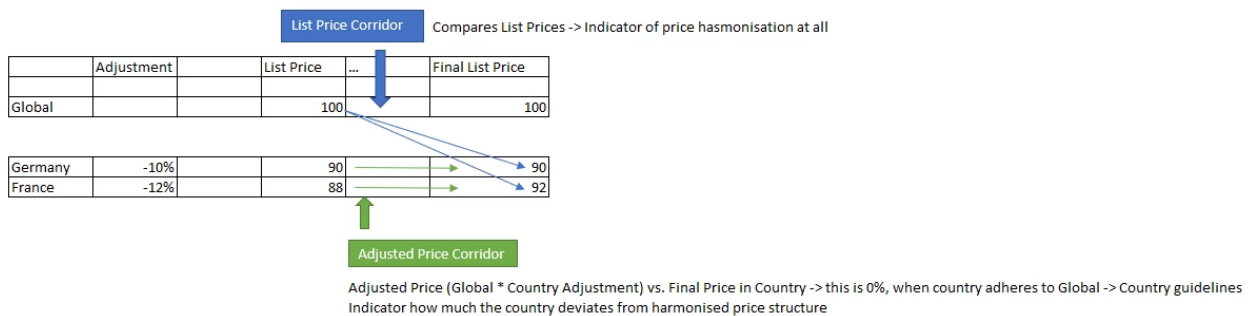 List Price Corridor
Compares List Prices -> Indicator of price hasmonisation at all
Adjustment List Price ... Final List Price
Global 100 100
Germany -10% 90 90
France -12% 88 92
Adjusted Price Corridor
Adjusted Price (Global * Country Adjustment) vs. Final Price in Country -> this is 0%, when country adheres to Global -> Country guidelines
Indicator how much the country deviates from harmonised price structure